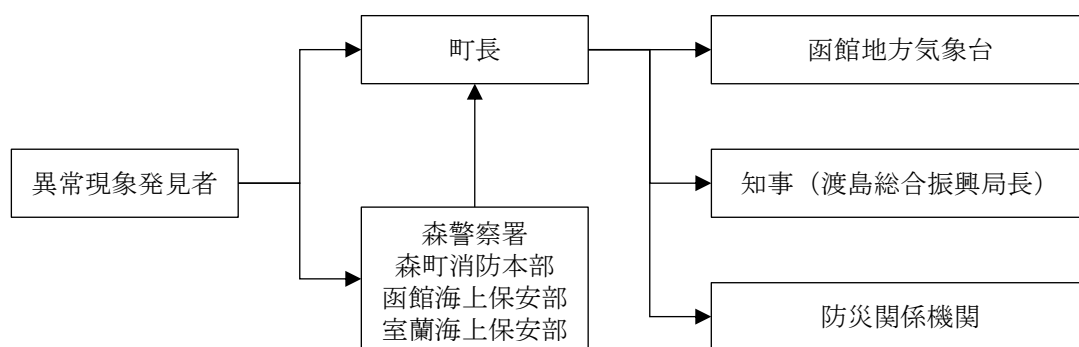 異常現象発見者
町長
森警察署
森町消防本部
函館海上保安部
室蘭海上保安部
函館地方気象台
知事（渡島総合振興局長）
防災関係機関